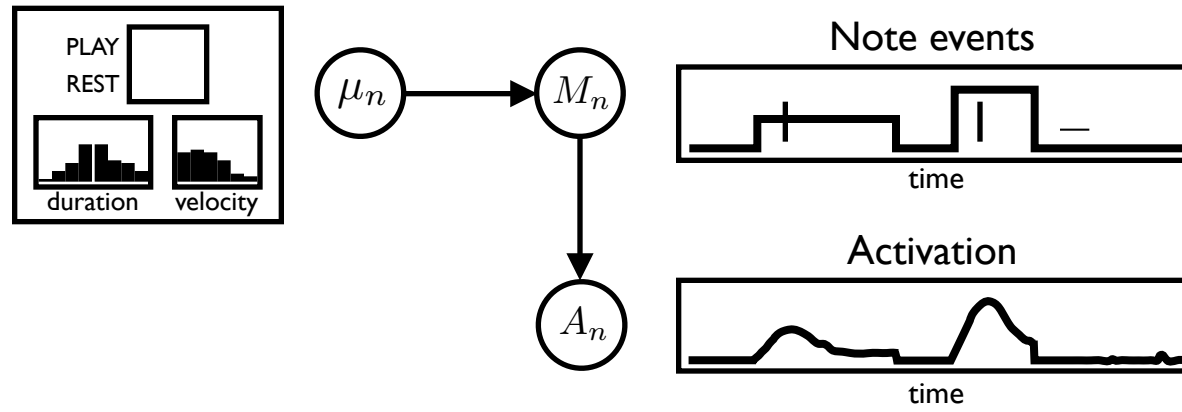 PLAY
REST
duration
velocity
μₙ
Mₙ
Aₙ
Note events
time
Activation
time